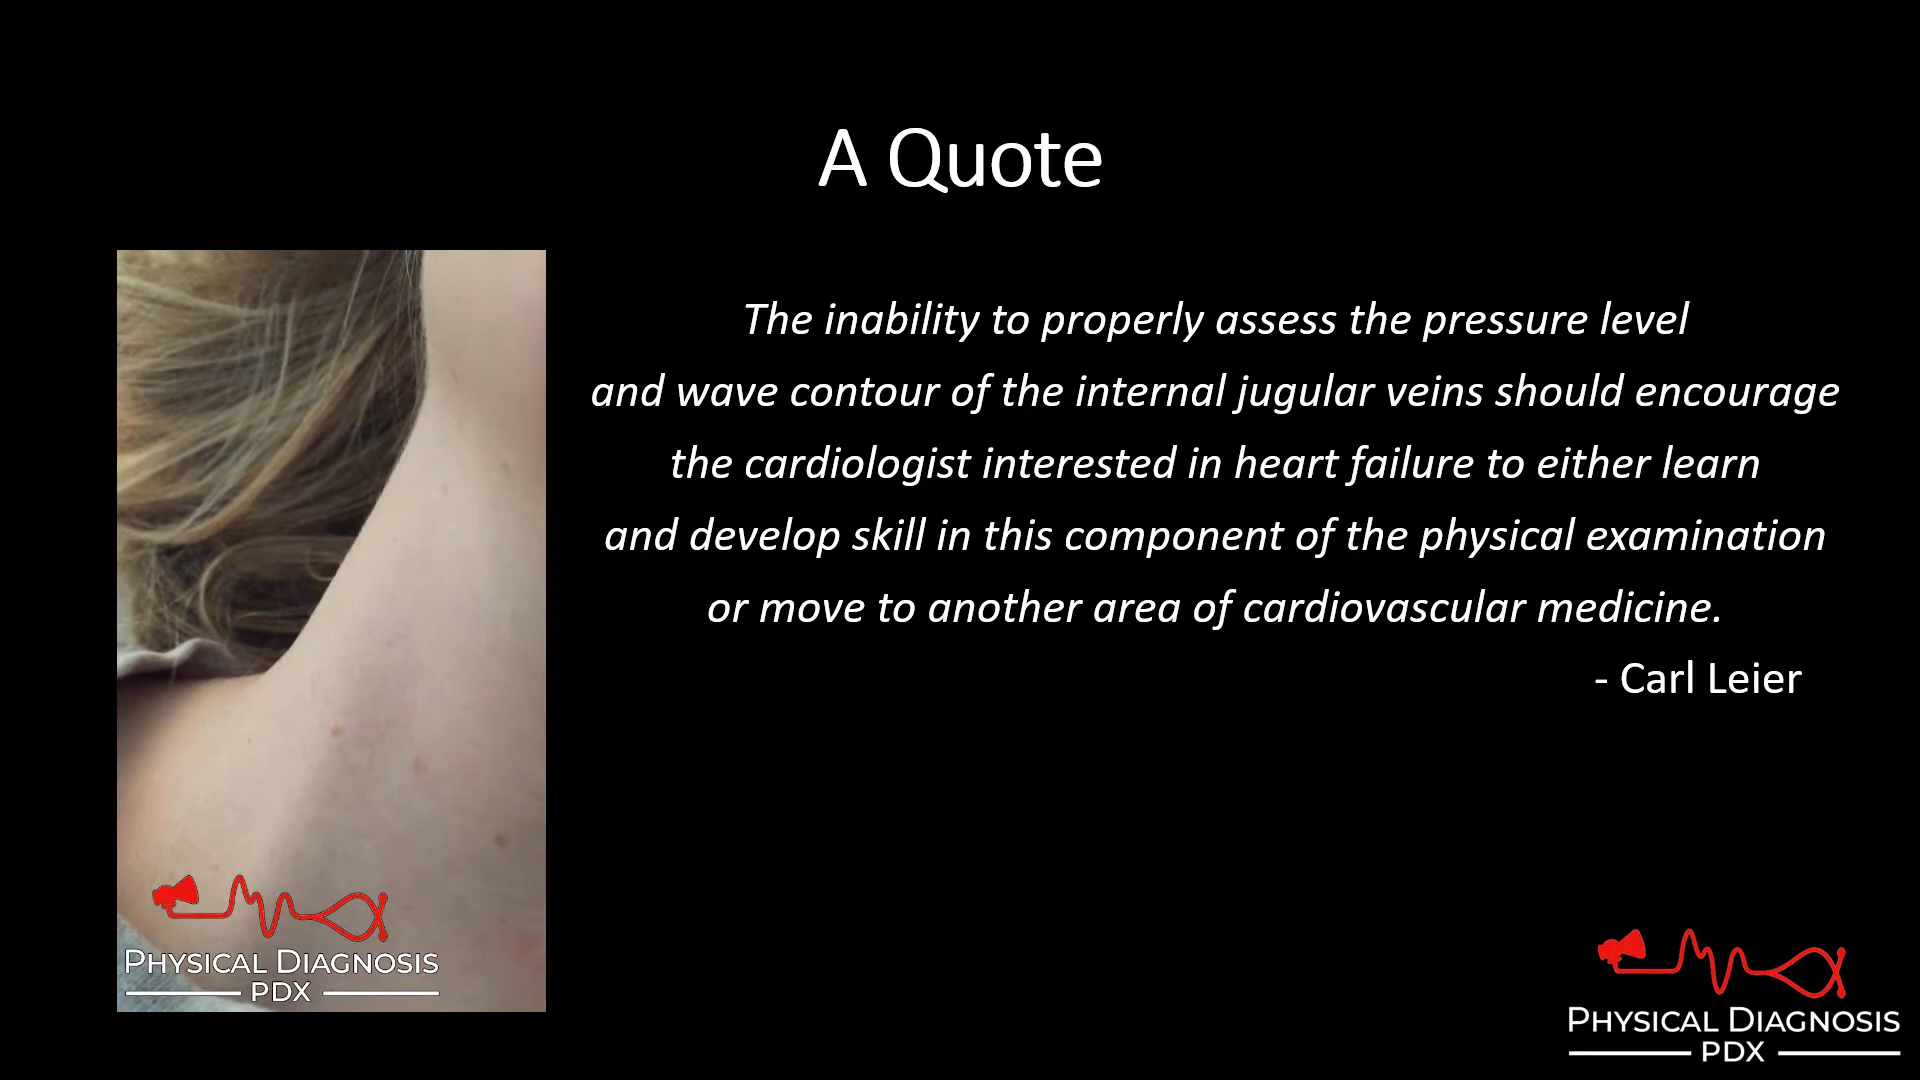 A Quote
The inability to properly assess the pressure level
and wave contour of the internal jugular veins should encourage
the cardiologist interested in heart failure to either learn
and develop skill in this component of the physical examination
or move to another area of cardiovascular medicine.
- Carl Leier
PHYSICAL DIAGNOSIS
PDX
PHYSICAL DIAGNOSIS
PDX